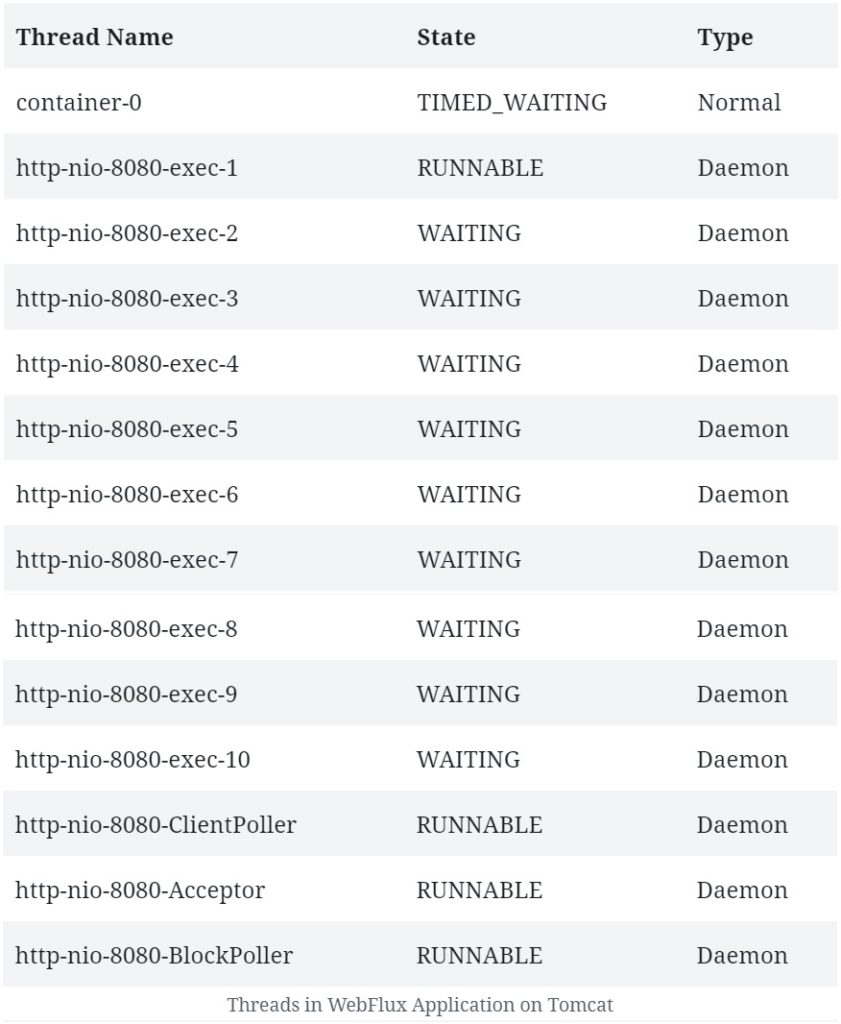 Thread Name State Type
container-0 TIMED_WAITING Normal
http-nio-8080-exec-1 RUNNABLE Daemon
http-nio-8080-exec-2 WAITING Daemon
http-nio-8080-exec-3 WAITING Daemon
http-nio-8080-exec-4 WAITING Daemon
http-nio-8080-exec-5 WAITING Daemon
http-nio-8080-exec-6 WAITING Daemon
http-nio-8080-exec-7 WAITING Daemon
http-nio-8080-exec-8 WAITING Daemon
http-nio-8080-exec-9 WAITING Daemon
http-nio-8080-exec-10 WAITING Daemon
http-nio-8080-ClientPoller RUNNABLE Daemon
http-nio-8080-Acceptor RUNNABLE Daemon
http-nio-8080-BlockPoller RUNNABLE Daemon
Threads in WebFlux Application on Tomcat